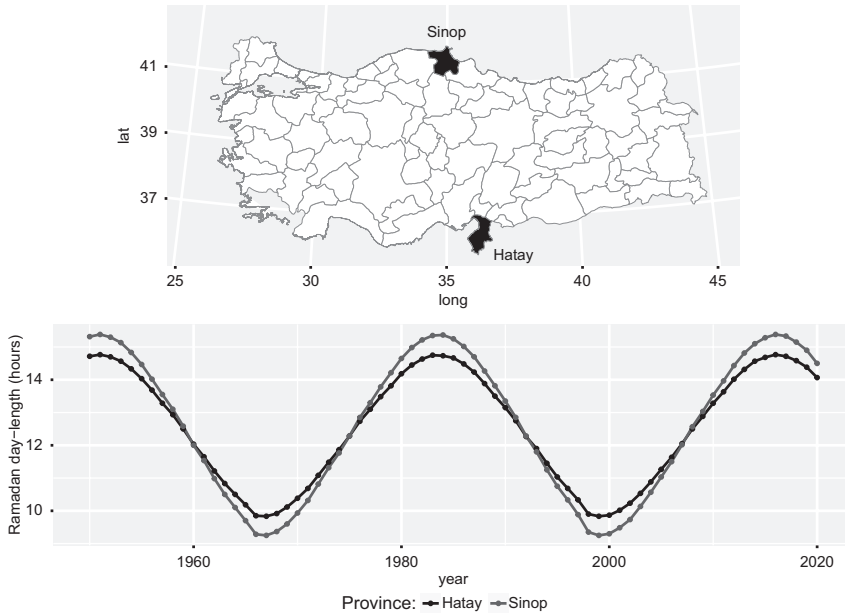 Sinop
41
39
lat
37
Hatay
25 30 35 40 45
long
Ramadan day−length (hours)
14
12
10
1960 1980 2000 2020
year
Province: Hatay Sinop